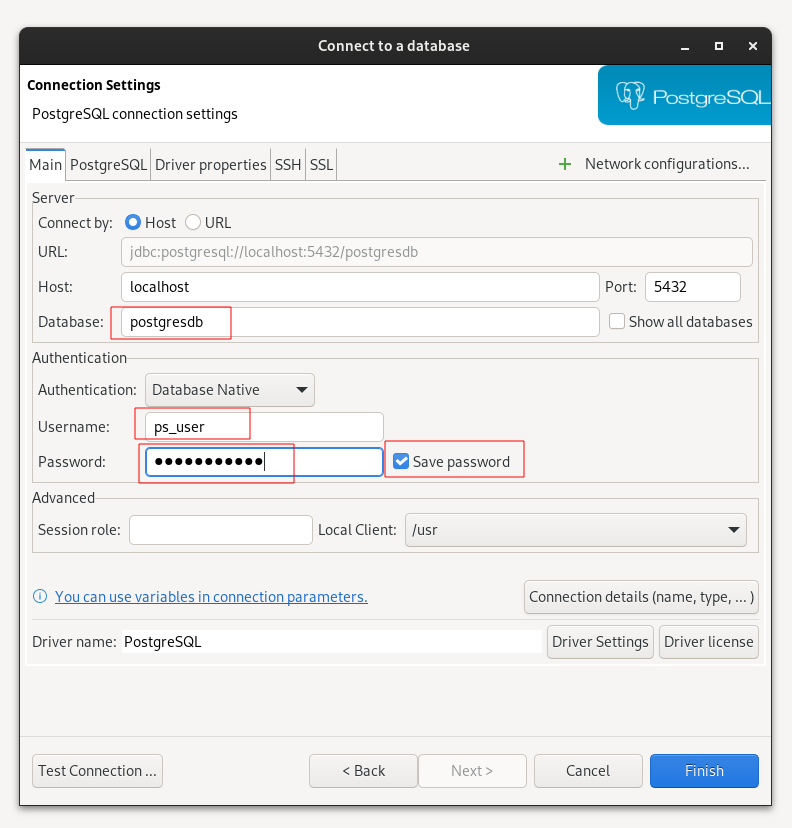 Connect to a database
Connection Settings
PostgreSQL connection settings
PostgreSQL
Main PostgreSQL Driver properties SSH SSL + Network configurations...
Server
Connect by: Host URL
URL: jdbc:postgresql://localhost:5432/postgresdb
Host: localhost Port: 5432
Database: postgresdb Show all databases
Authentication
Authentication: Database Native
Username: ps_user
Password: ●●●●●●●●●●● Save password
Advanced
Session role: Local Client: /usr
You can use variables in connection parameters. Connection details (name, type, ... )
Driver name: PostgreSQL Driver Settings Driver license
Test Connection ... < Back Next > Cancel Finish